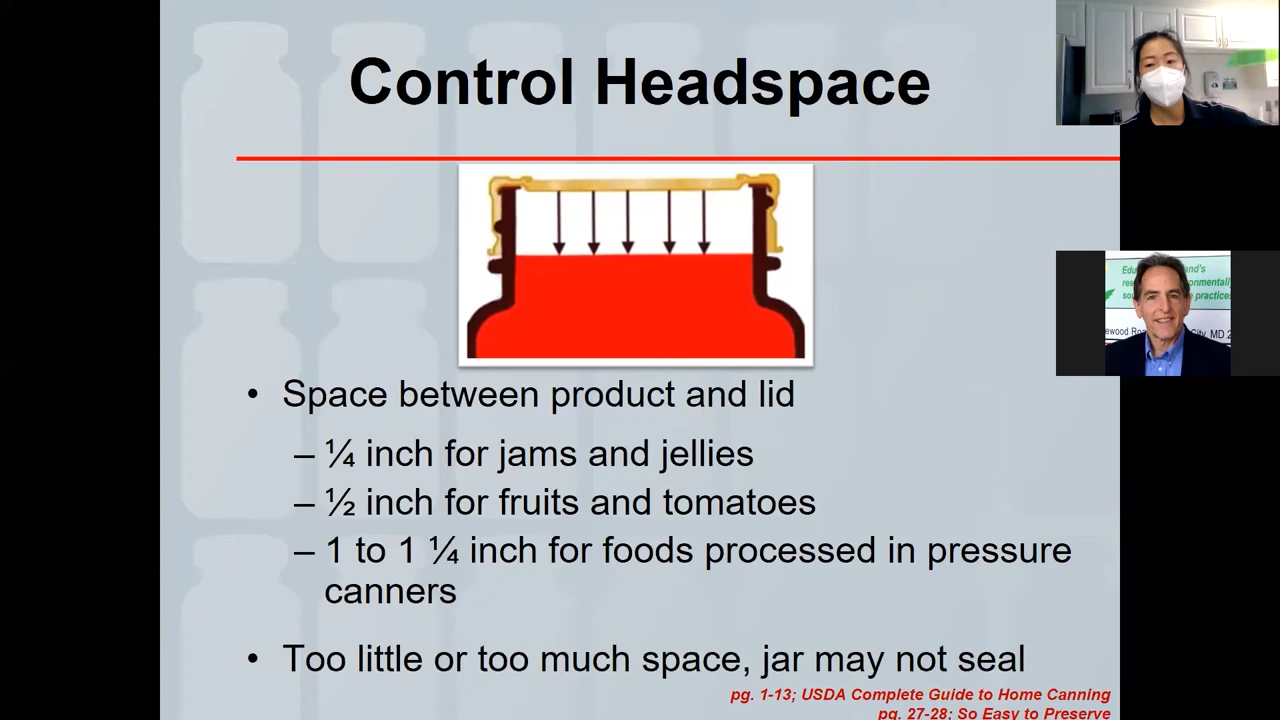 Control Headspace
• Space between product and lid
– ¼ inch for jams and jellies
– ½ inch for fruits and tomatoes
– 1 to 1 ¼ inch for foods processed in pressure
canners
• Too little or too much space, jar may not seal
pg. 1-13; USDA Complete Guide to Home Canning
pg. 27-28; So Easy to Preserve
City, MD 2